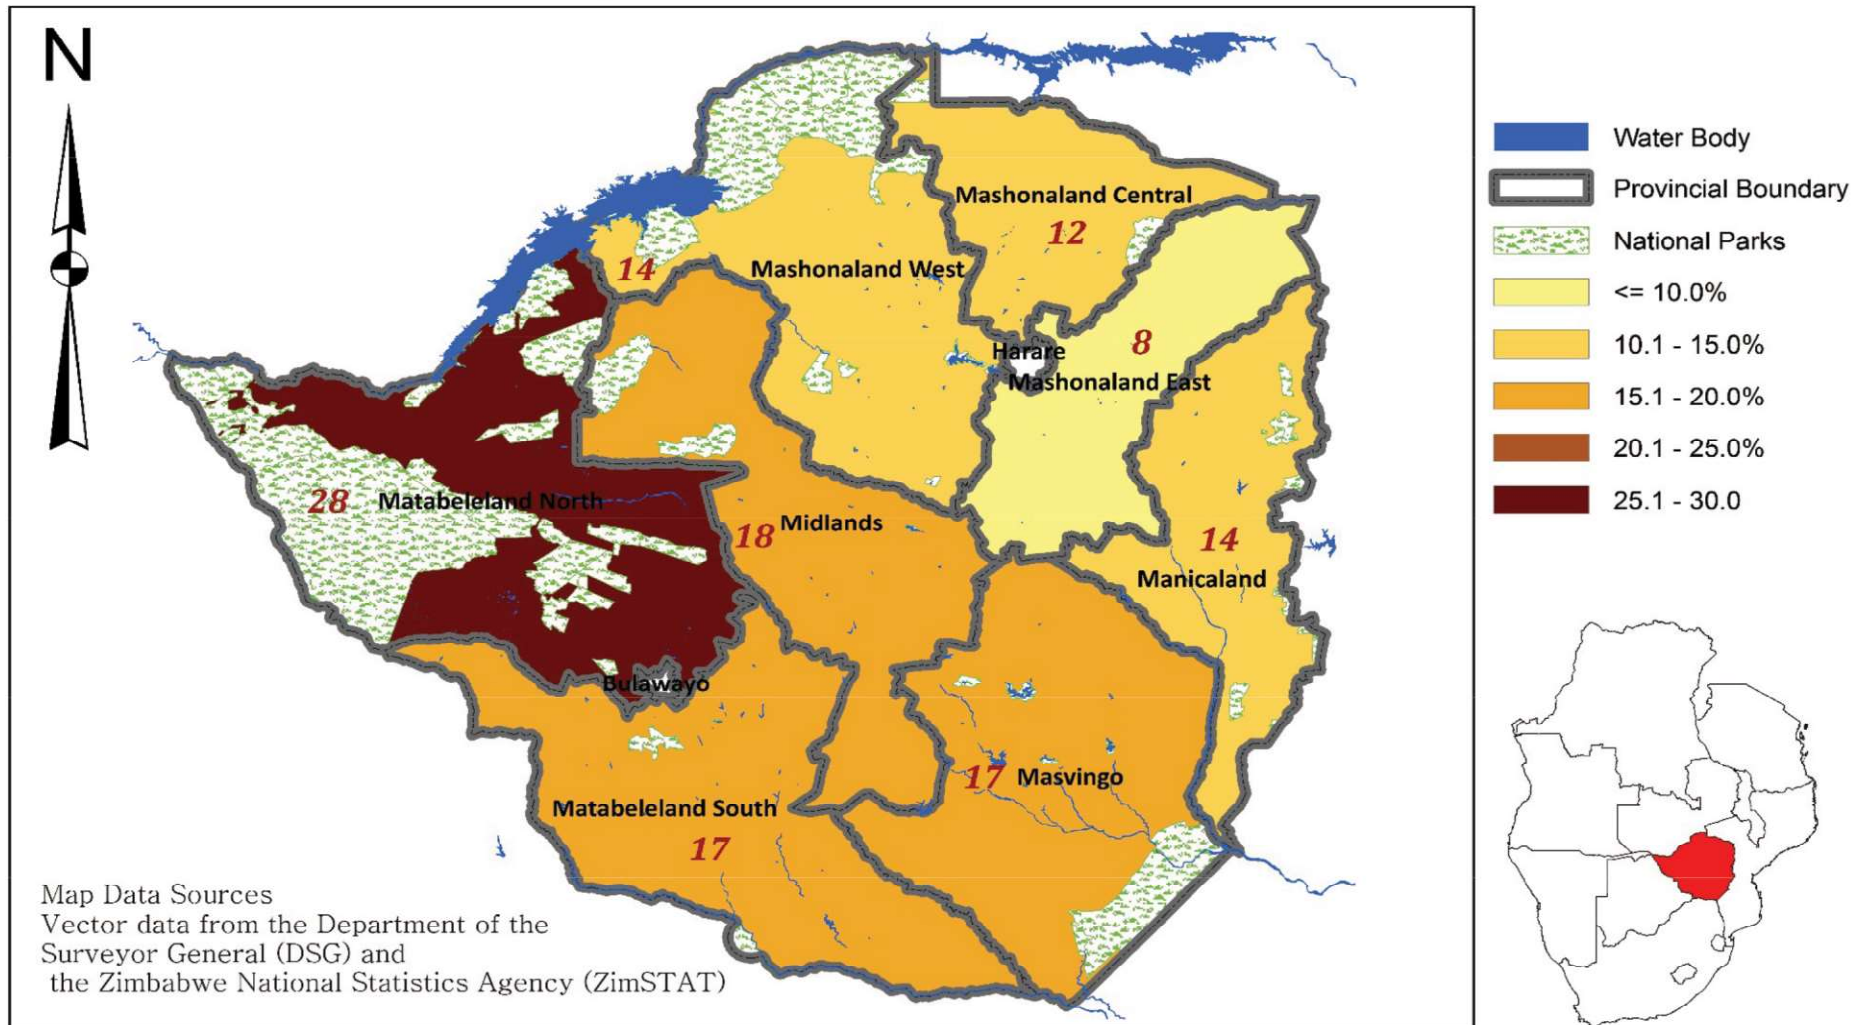 N
Mashonaland Central
12
14
Mashonaland West
8
Harare
Mashonaland East
28
Matabeleland North
18
Midlands
14
Manicaland
Bulawayo
17
Masvingo
Matabeleland South
17
Map Data Sources
Vector data from the Department of the
Surveyor General (DSG) and
the Zimbabwe National Statistics Agency (ZimSTAT)
Water Body
Provincial Boundary
National Parks
<= 10.0%
10.1 - 15.0%
15.1 - 20.0%
20.1 - 25.0%
25.1 - 30.0